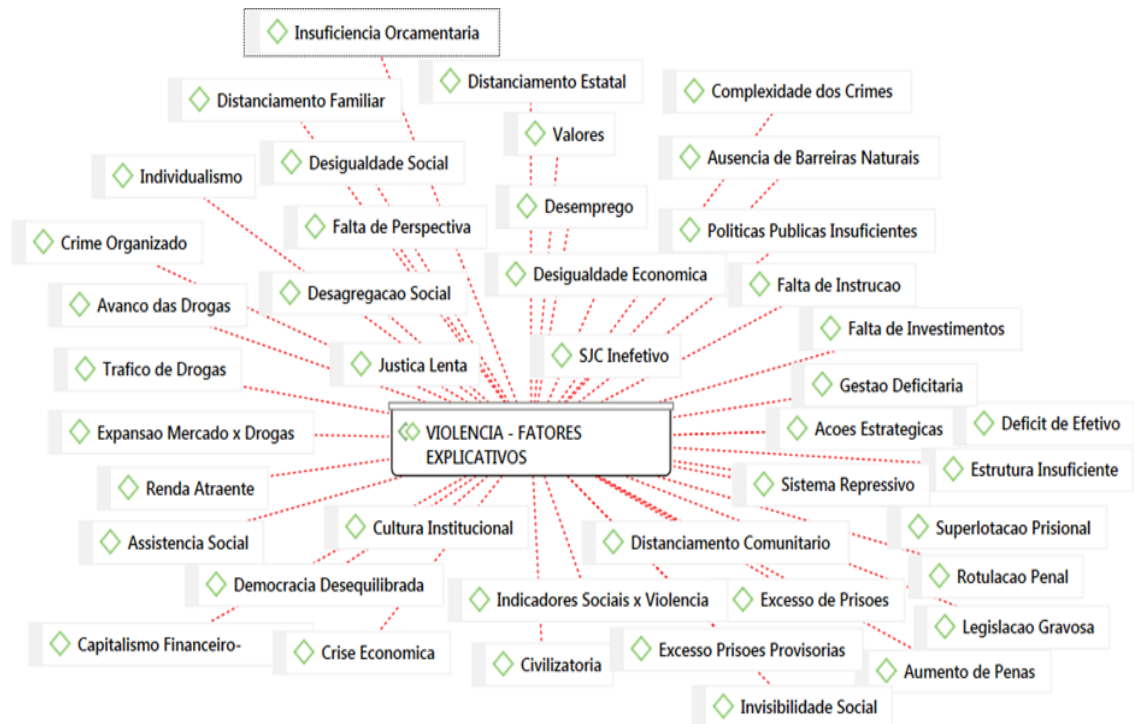 Insuficiencia Orcamentaria
Distanciamento Estatal
Complexidade dos Crimes
Distanciamento Familiar
Valores
Ausencia de Barreiras Naturais
Desigualdade Social
Individualismo
Desemprego
Falta de Perspectiva
Politicas Publicas Insuficientes
Crime Organizado
Desigualdade Economica
Falta de Instrucao
Desagregacao Social
Avanco das Drogas
Falta de Investimentos
SJC Inefetivo
Justica Lenta
Trafico de Drogas
Gestao Deficitaria
Deficit de Efetivo
Acoes Estrategicas
Expansao Mercado x Drogas
VIOLENCIA - FATORES
EXPLICATIVOS
Estrutura Insuficiente
Sistema Repressivo
Renda Atraente
Cultura Institucional
Superlotacao Prisional
Assistencia Social
Distanciamento Comunitario
Rotulacao Penal
Democracia Desequilibrada
Indicadores Sociais x Violencia
Excesso de Prisoes
Legislacao Gravosa
Capitalismo Financeiro-
Crise Economica
Excesso Prisoes Provisorias
Civilizatoria
Aumento de Penas
Invisibilidade Social